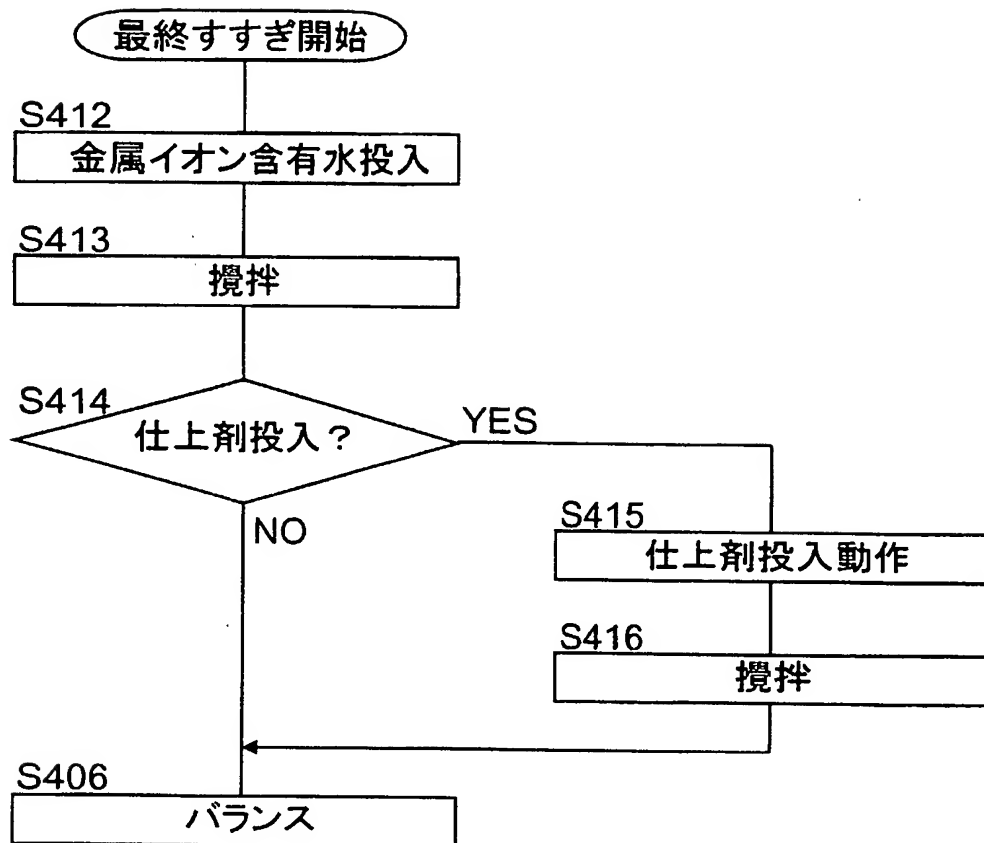 最終すすぎ開始
S412
金属イオン含有水投入
S413
攪拌
S414
仕上剤投入？
YES
NO
S415
仕上剤投入動作
S416
攪拌
S406
バランス